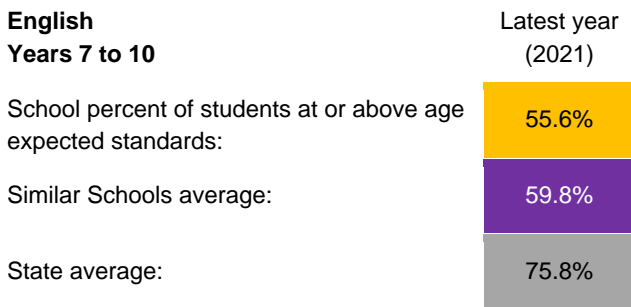 English
Years 7 to 10
Latest year
(2021)
School percent of students at or above age
expected standards:
55.6%
Similar Schools average:
59.8%
State average:
75.8%